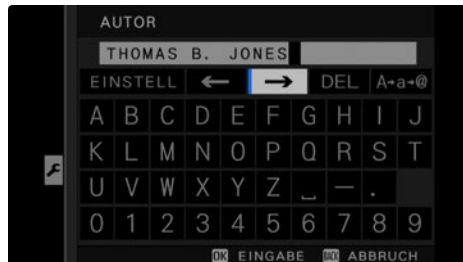 AUTOR
THOMAS B. JONES
EINSTELL ← → DEL A→a→@
A B C D E F G H I J
K L M N O P Q R S T
U V W X Y Z ␣ — .
0 1 2 3 4 5 6 7 8 9
OK EINGABE BACK ABBRUCH